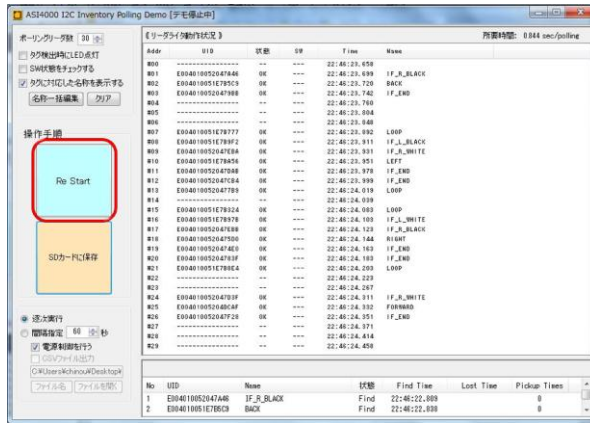 ASI4000 I2C Inventory Polling Demo [デモ停止中]
ポーリングリーダ数 30
タグ検出時にLED点灯
SW状態をチェックする
タグに対応した名称を表示する
名称一括編集 クリア
操作手順
Re Start
SDカードに保存
逐次実行
間隔指定 60 秒
電源制御を行う
CSVファイル出力
C:¥Users¥chinou¥Desktop¥
ファイル名 ファイルを開く
《リーダライタ動作状況》 所要時間: 0.844 sec/polling
Addr UID 状態 SW Time Name
#00 ---------------- -- --- 22:46:23.658
#01 E004010052047A46 OK --- 22:46:23.699 IF_R_BLACK
#02 E004010051E7B5C9 OK --- 22:46:23.720 BACK
#03 E00401005204798B OK --- 22:46:23.742 IF_END
#04 ---------------- -- --- 22:46:23.760
#05 ---------------- -- --- 22:46:23.804
#06 ---------------- -- --- 22:46:23.848
#07 E004010051E7B777 OK --- 22:46:23.892 LOOP
#08 E004010051E7B9F2 OK --- 22:46:23.911 IF_L_BLACK
#09 E004010052047EBA OK --- 22:46:23.931 IF_R_WHITE
#10 E004010051E7BA56 OK --- 22:46:23.951 LEFT
#11 E004010052047DAB OK --- 22:46:23.978 IF_END
#12 E004010052047C84 OK --- 22:46:23.999 IF_END
#13 E0040100520477B9 OK --- 22:46:24.019 LOOP
#14 ---------------- -- --- 22:46:24.039
#15 E004010051E7B324 OK --- 22:46:24.083 LOOP
#16 E004010051E7B97B OK --- 22:46:24.103 IF_L_WHITE
#17 E004010052047EBB OK --- 22:46:24.123 IF_R_BLACK
#18 E0040100520475D0 OK --- 22:46:24.144 RIGHT
#19 E0040100520474E0 OK --- 22:46:24.163 IF_END
#20 E00401005204783F OK --- 22:46:24.183 IF_END
#21 E004010051E7B8E4 OK --- 22:46:24.203 LOOP
#22 ---------------- -- --- 22:46:24.223
#23 ---------------- -- --- 22:46:24.267
#24 E004010052047D3F OK --- 22:46:24.311 IF_R_WHITE
#25 E00401005204BCAF OK --- 22:46:24.332 FORWARD
#26 E004010052047F28 OK --- 22:46:24.351 IF_END
#27 ---------------- -- --- 22:46:24.371
#28 ---------------- -- --- 22:46:24.414
#29 ---------------- -- --- 22:46:24.458
No UID Name 状態 Find Time Lost Time Pickup Times
1 E004010052047A46 IF_R_BLACK Find 22:46:22.809 0
2 E004010051E7B5C9 BACK Find 22:46:22.830 0